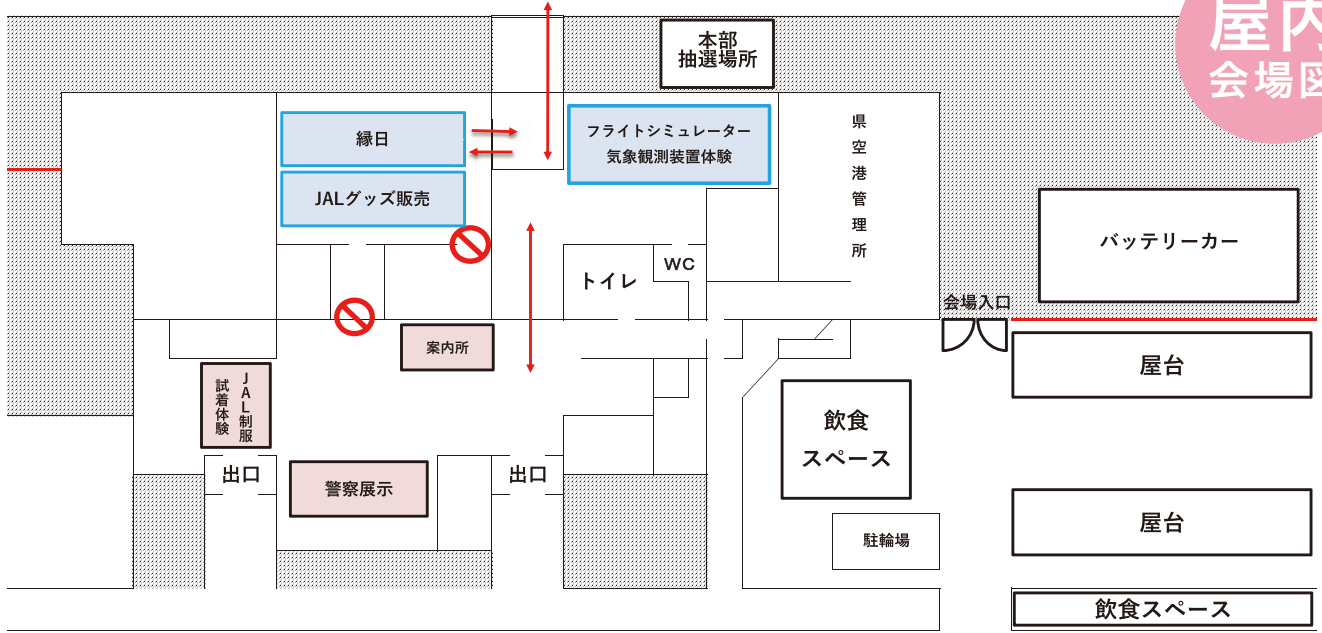 屋内
会場図
本部
抽選場所
縁日
フライトシミュレーター
気象観測装置体験
県空港管理所
JALグッズ販売
バッテリーカー
トイレ
WC
会場入口
案内所
屋台
JAL制服
試着体験
飲食
スペース
出口
警察展示
出口
屋台
駐輪場
飲食スペース